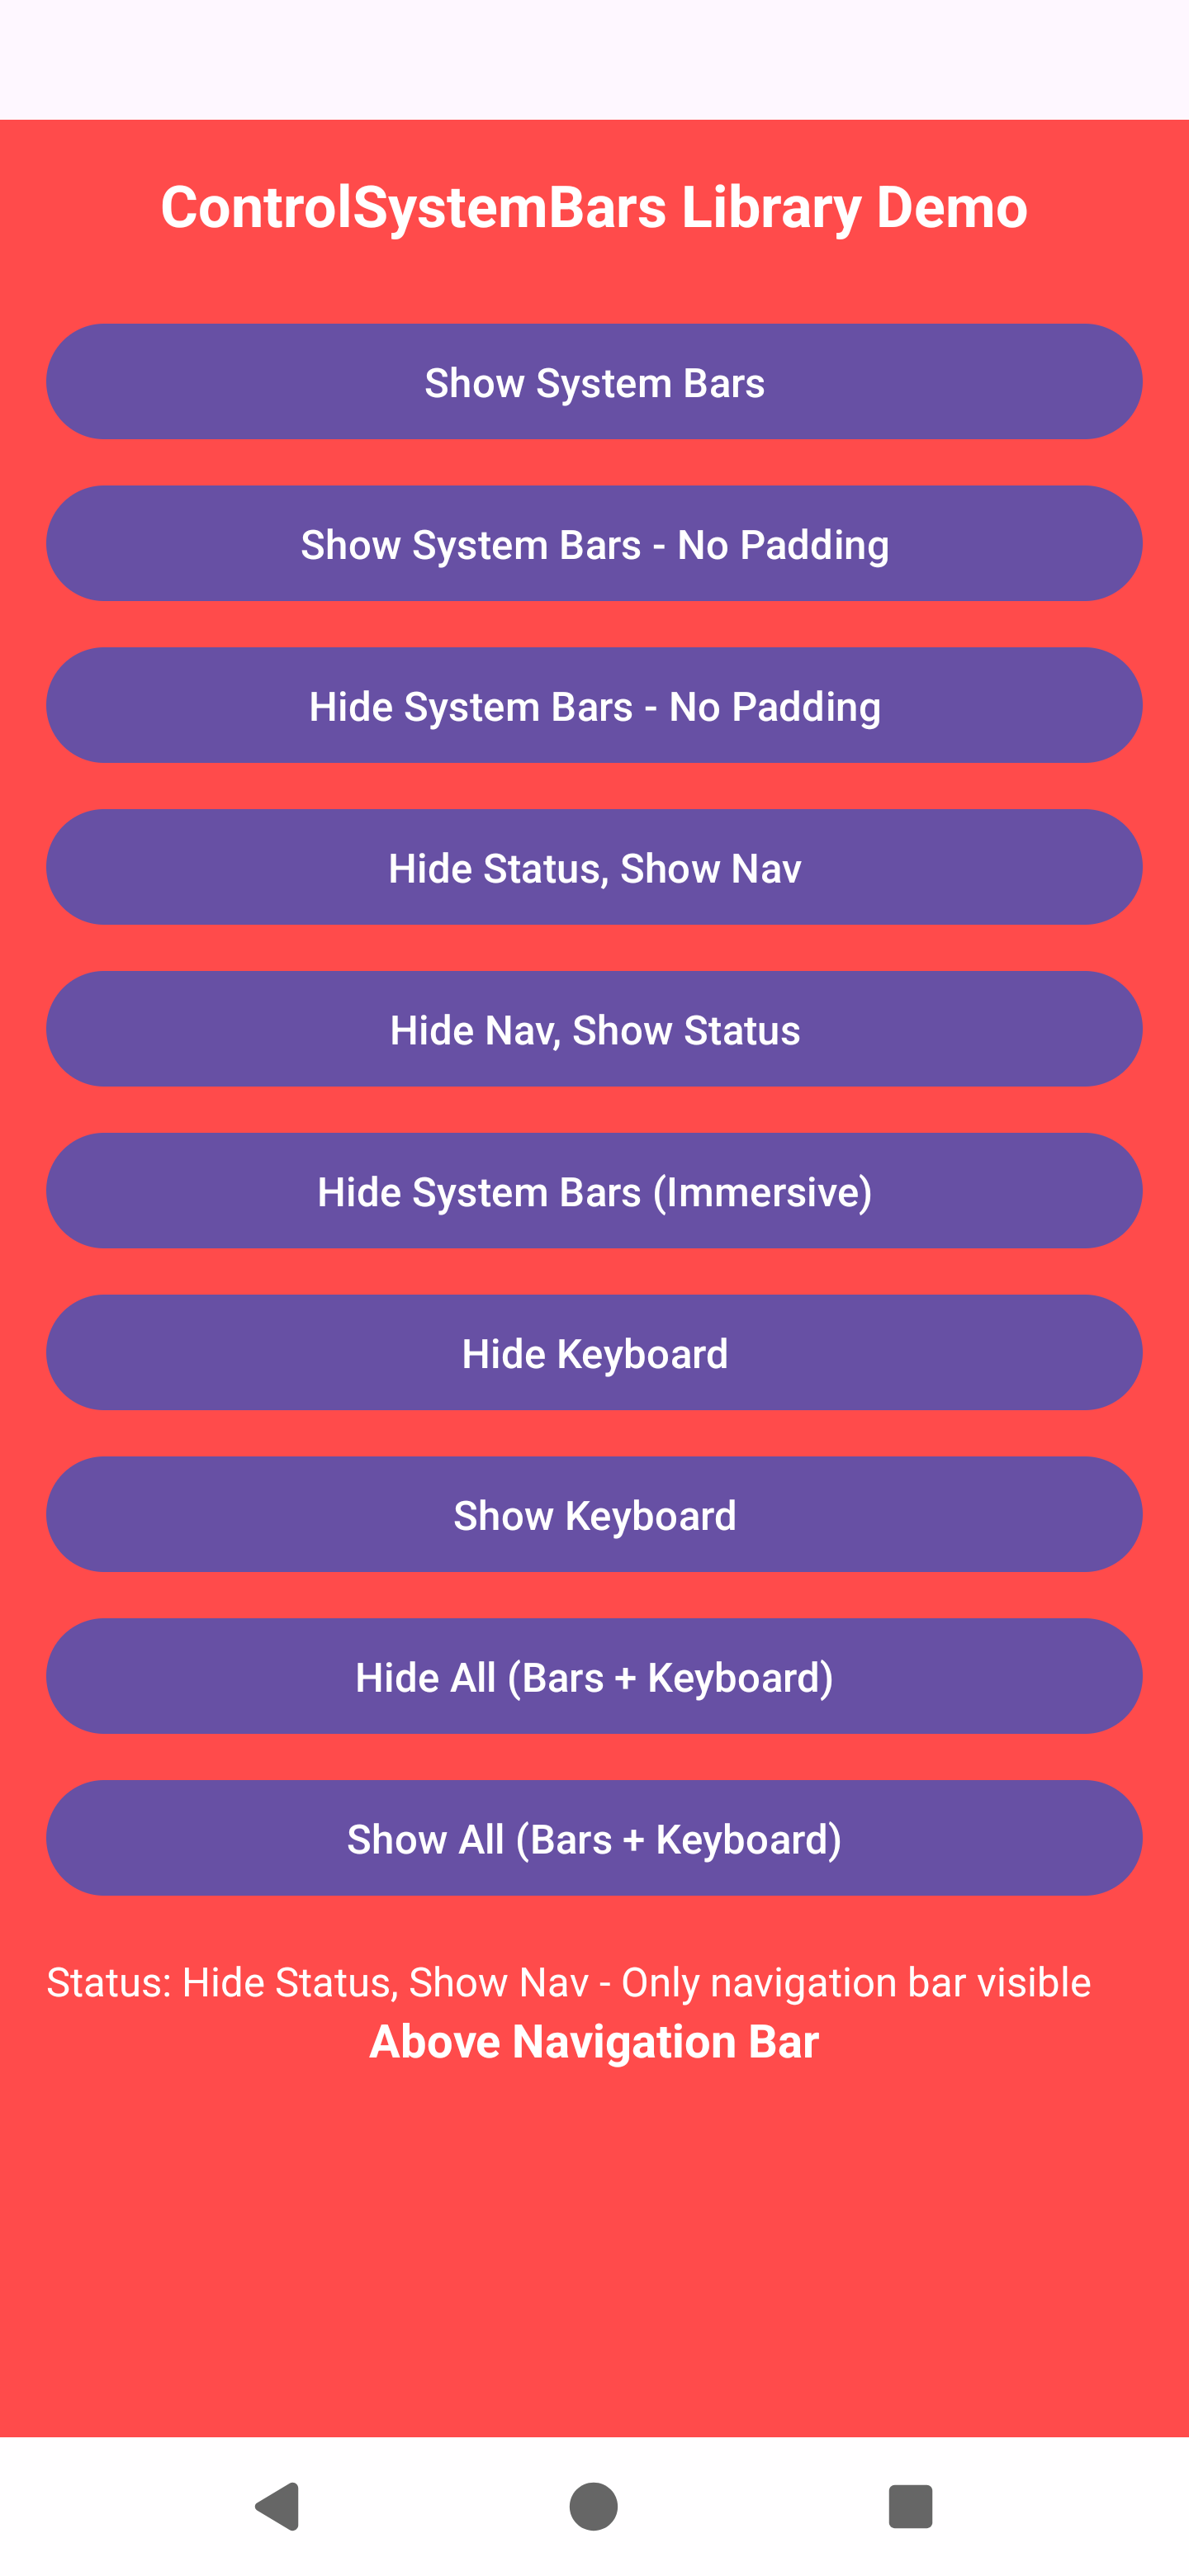 ControlSystemBars Library Demo
Show System Bars
Show System Bars - No Padding
Hide System Bars - No Padding
Hide Status, Show Nav
Hide Nav, Show Status
Hide System Bars (Immersive)
Hide Keyboard
Show Keyboard
Hide All (Bars + Keyboard)
Show All (Bars + Keyboard)
Status: Hide Status, Show Nav - Only navigation bar visible
Above Navigation Bar